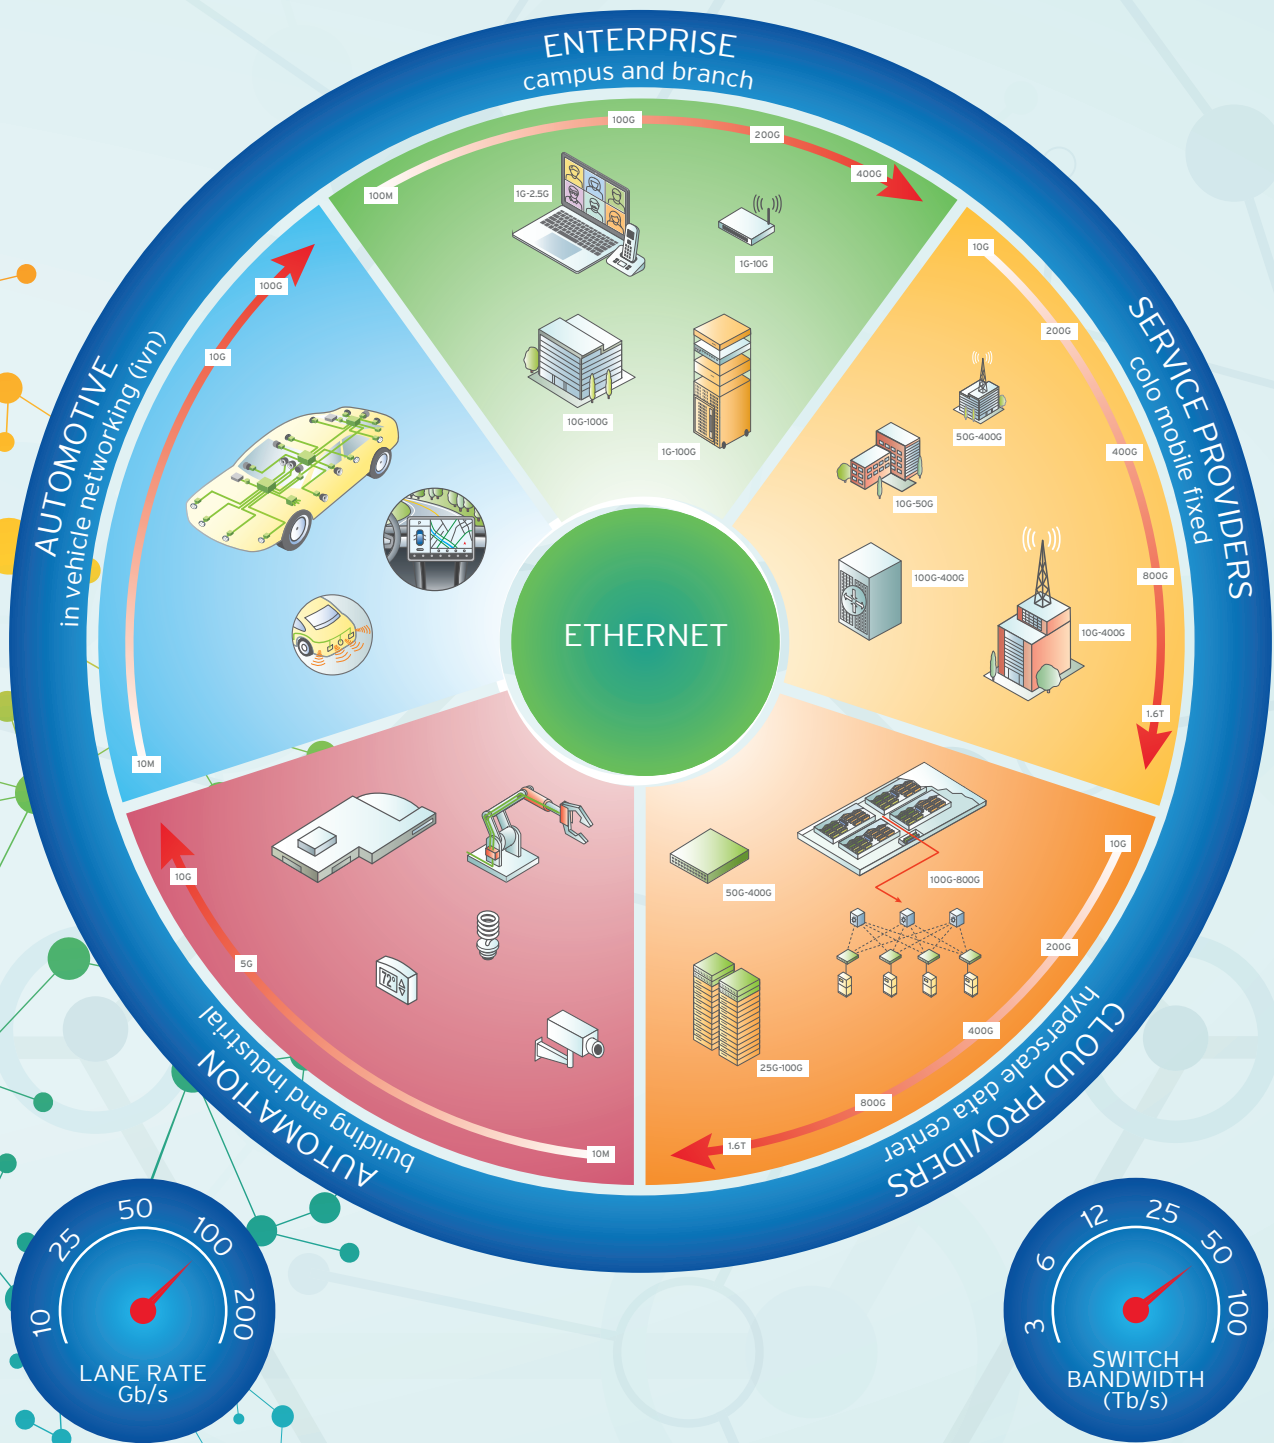 ENTERPRISE
campus and branch
100M
100G
200G
400G
1G-2.5G
1G-10G
10G-100G
1G-100G
SERVICE PROVIDERS
colo mobile fixed
10G
200G
400G
800G
1.6T
50G-400G
10G-50G
100G-400G
10G-400G
AUTOMOTIVE
in vehicle networking (ivn)
100G
10G
10M
ETHERNET
CLOUD PROVIDERS
hyperscale data center
10G
200G
400G
800G
1.6T
50G-400G
100G-800G
25G-100G
AUTOMATION
building and industrial
10G
5G
10M
72°
10
25
50
100
200
LANE RATE
Gb/s
3
6
12
25
50
100
SWITCH
BANDWIDTH
(Tb/s)